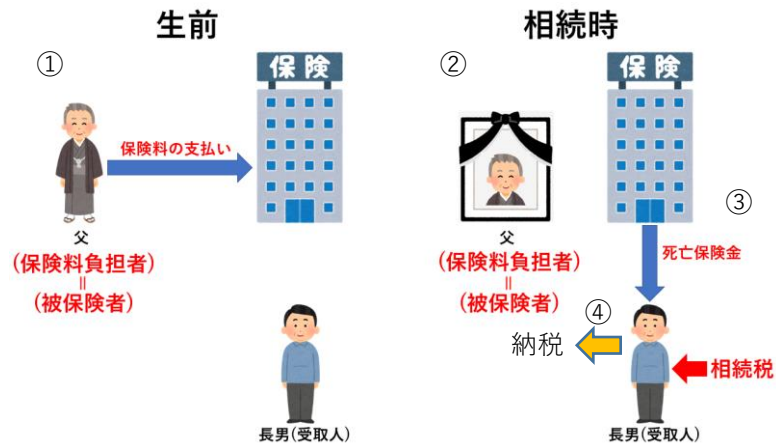 生前
①
保険
保険料の支払い
父
(保険料負担者)
=
(被保険者)
長男(受取人)
相続時
②
保険
③
父
(保険料負担者)
=
(被保険者)
死亡保険金
④
納税
相続税
長男(受取人)